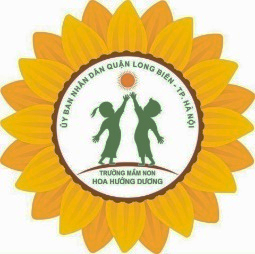 ỦY BAN NHÂN DÂN QUẬN LONG BIÊN - TP. HÀ NỘI
TRƯỜNG MẦM NON
HOA HƯỚNG DƯƠNG